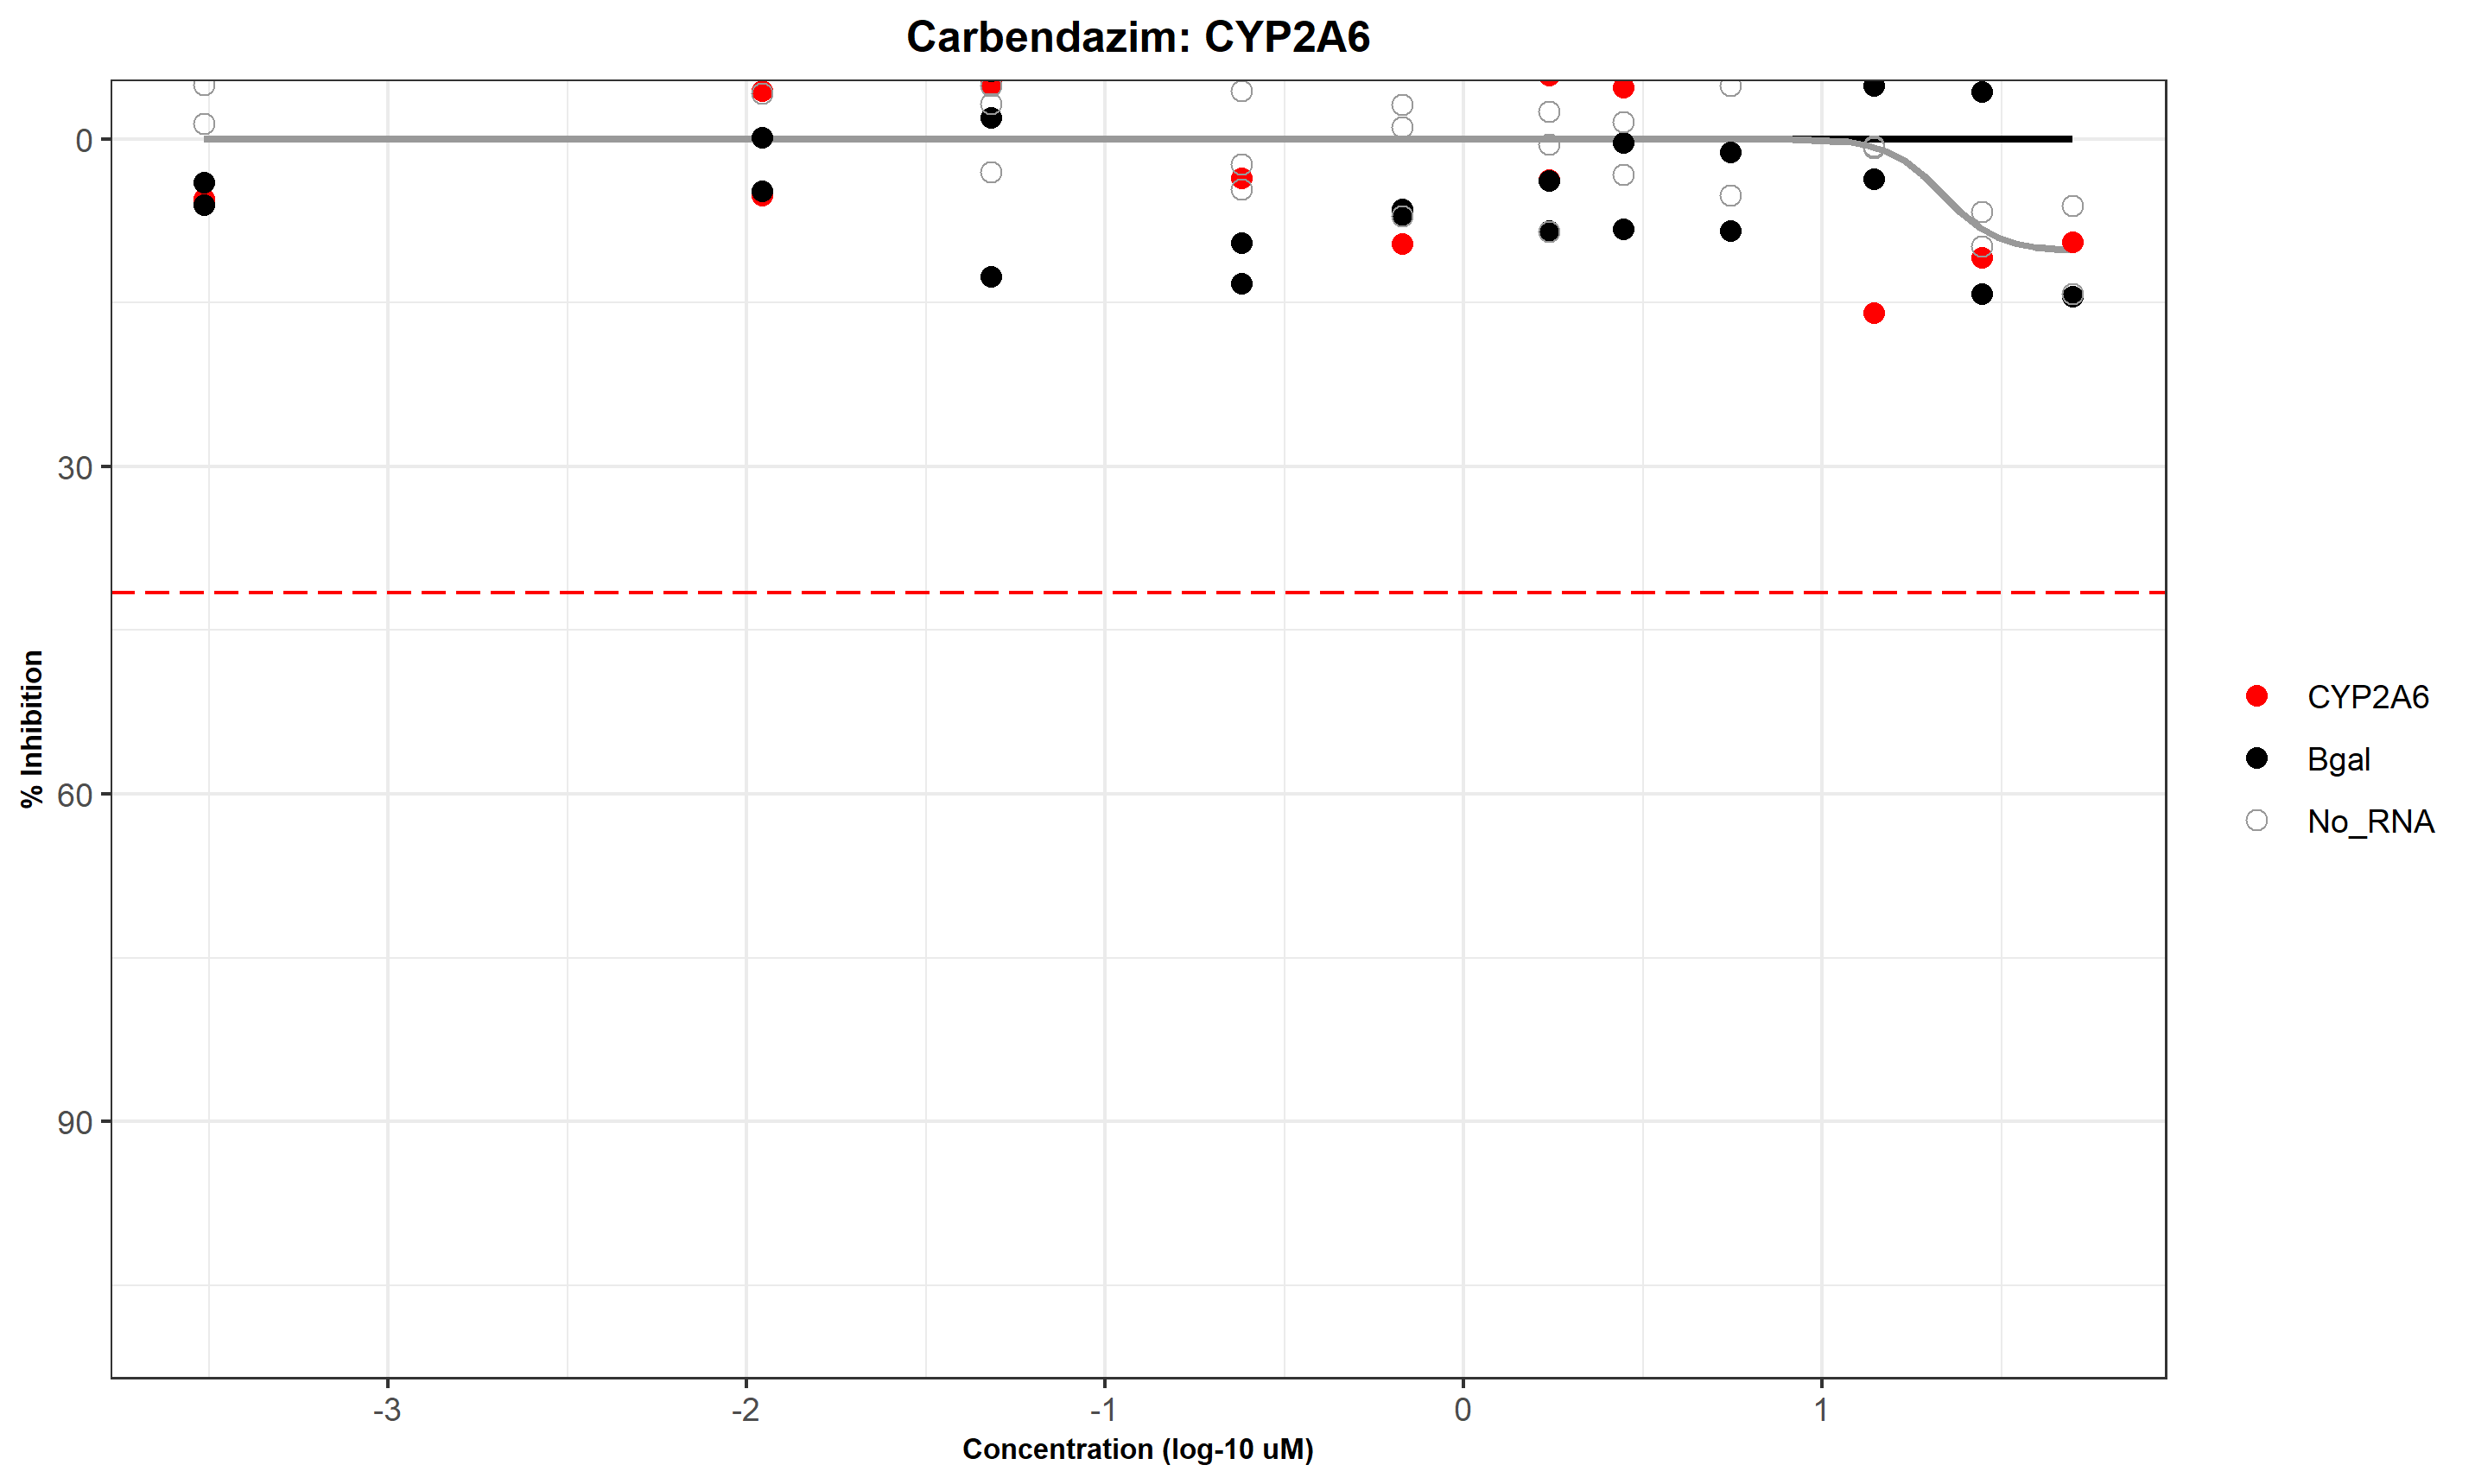 Carbendazim: CYP2A6
% Inhibition
0
30
60
90
-3
-2
-1
0
1
Concentration (log-10 uM)
CYP2A6
Bgal
No_RNA